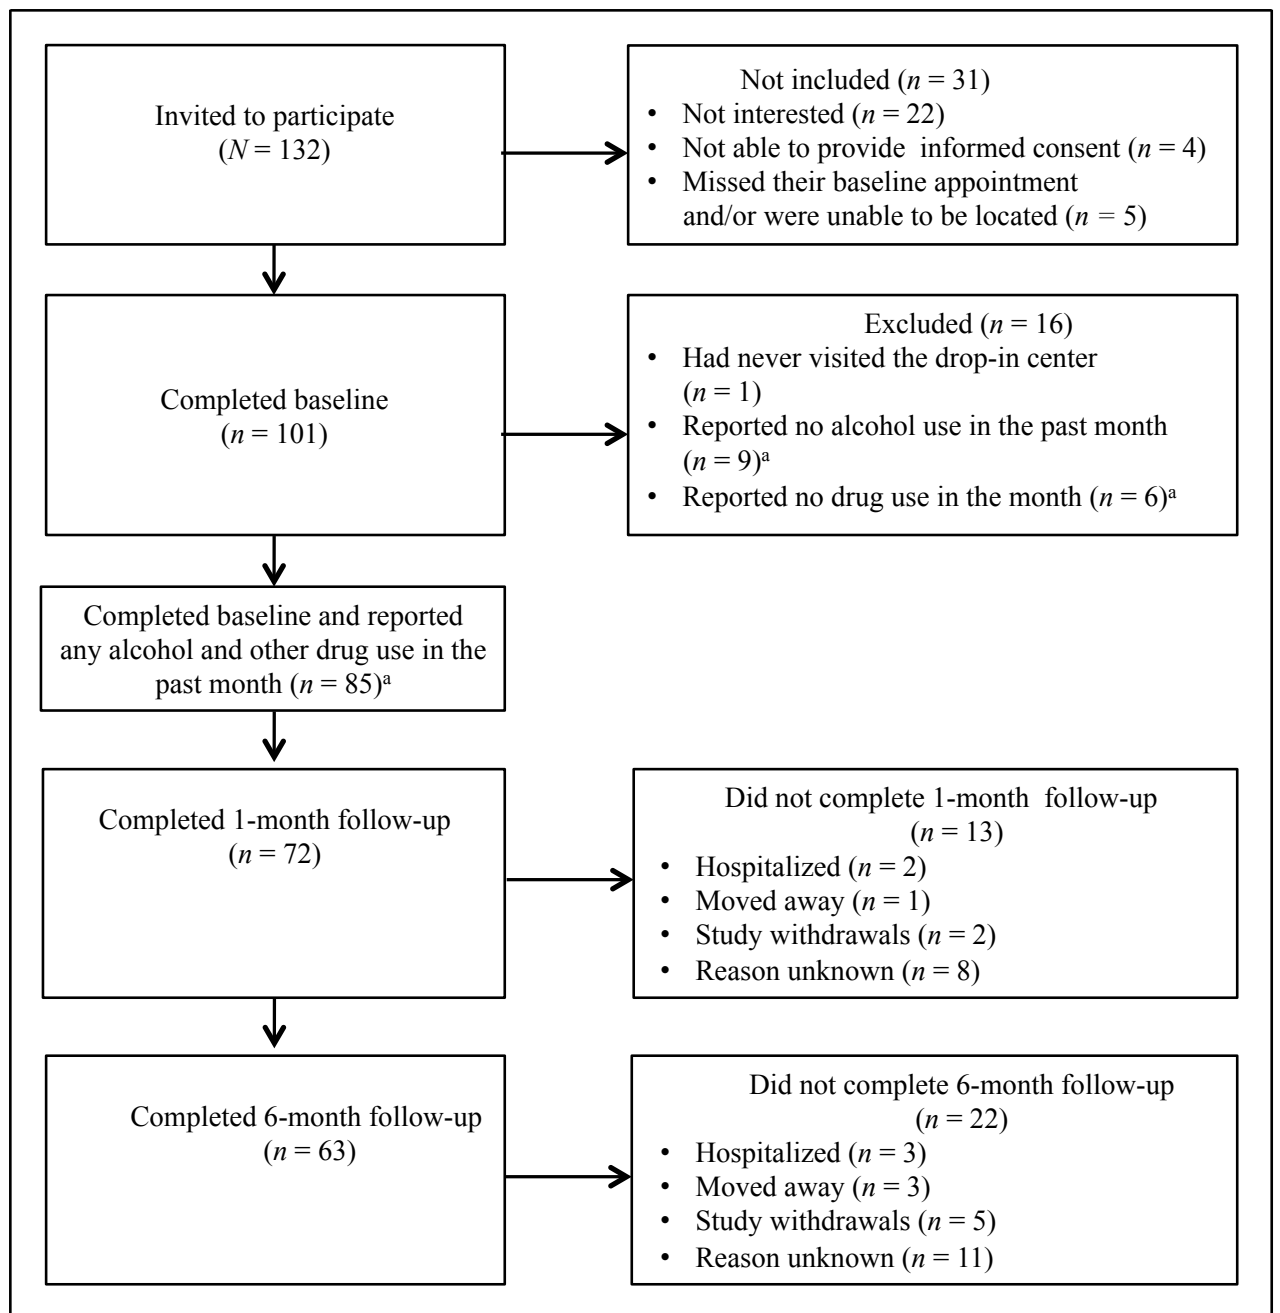 Invited to participate
(N = 132)
Not included (n = 31)
• Not interested (n = 22)
• Not able to provide  informed consent (n = 4)
• Missed their baseline appointment
and/or were unable to be located (n = 5)
Completed baseline
(n = 101)
Excluded (n = 16)
• Had never visited the drop-in center
(n = 1)
• Reported no alcohol use in the past month
(n = 9)ᵃ
• Reported no drug use in the month (n = 6)ᵃ
Completed baseline and reported
any alcohol and other drug use in the
past month (n = 85)ᵃ
Completed 1-month follow-up
(n = 72)
Did not complete 1-month  follow-up
(n = 13)
• Hospitalized (n = 2)
• Moved away (n = 1)
• Study withdrawals (n = 2)
• Reason unknown (n = 8)
Completed 6-month follow-up
(n = 63)
Did not complete 6-month follow-up
(n = 22)
• Hospitalized (n = 3)
• Moved away (n = 3)
• Study withdrawals (n = 5)
• Reason unknown (n = 11)